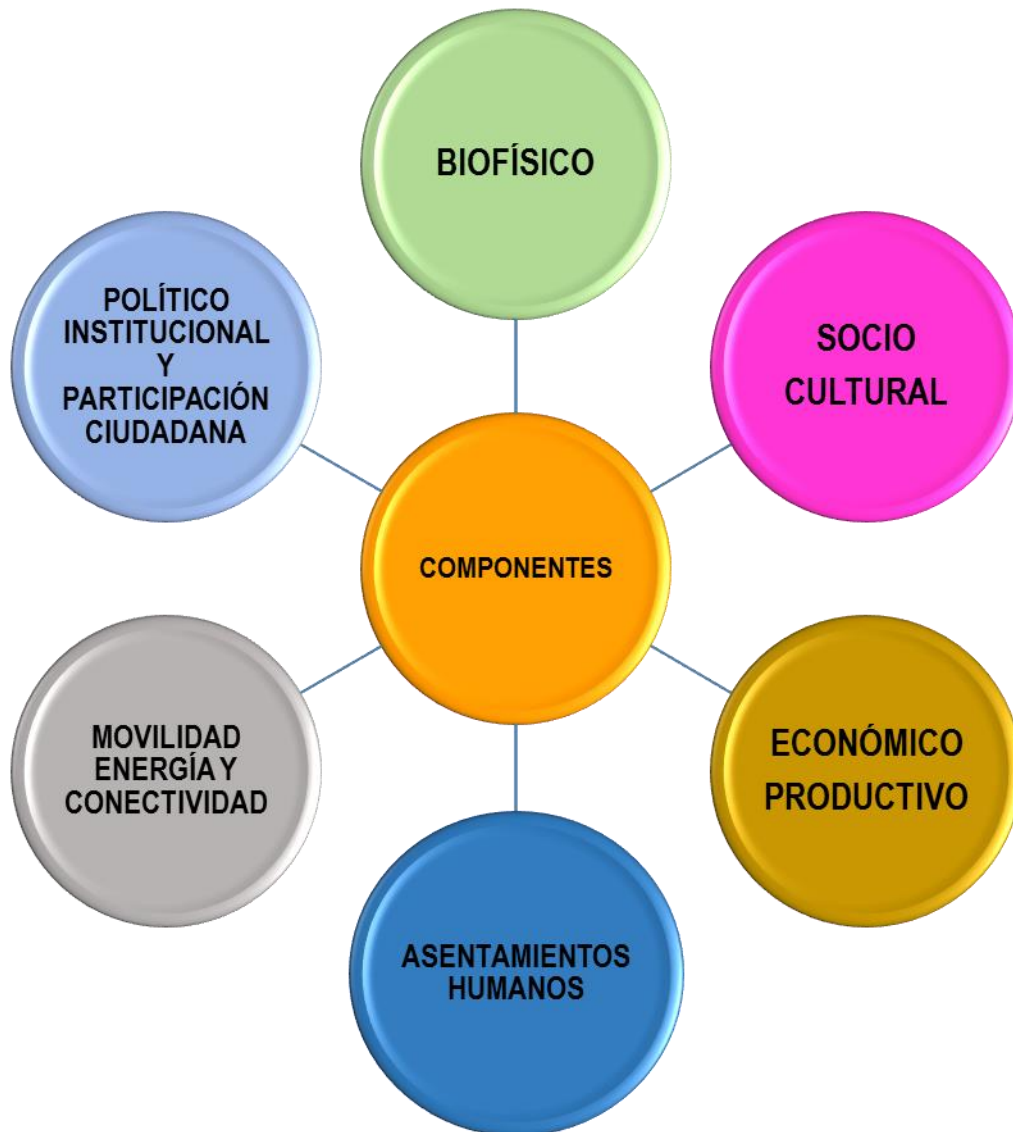 BIOFÍSICO
POLÍTICO
INSTITUCIONAL
Y
PARTICIPACIÓN
CIUDADANA
SOCIO
CULTURAL
COMPONENTES
MOVILIDAD
ENERGÍA Y
CONECTIVIDAD
ECONÓMICO
PRODUCTIVO
ASENTAMIENTOS
HUMANOS